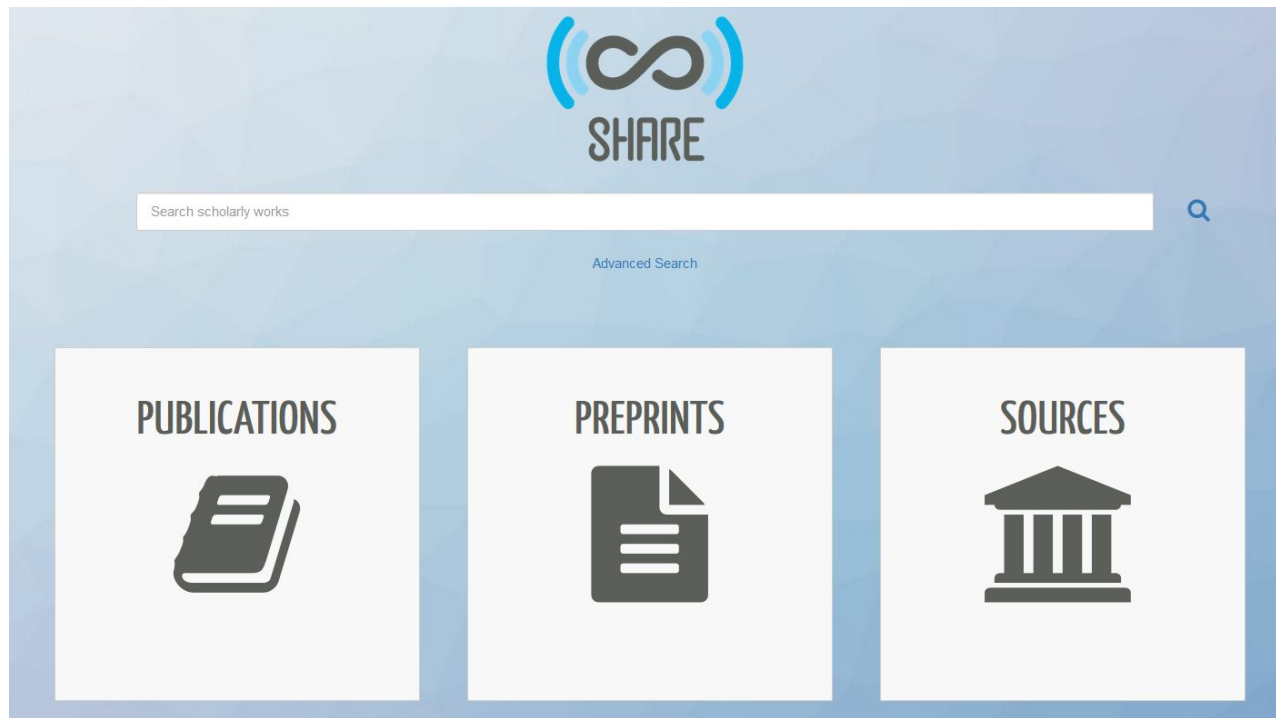 SHARE
Search scholarly works
Advanced Search
PUBLICATIONS
PREPRINTS
SOURCES